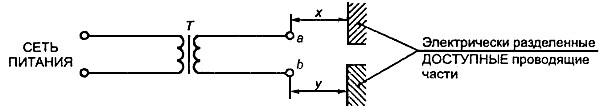 T
x
a
СЕТЬ
ПИТАНИЯ
b
y
Электрически разделенные
ДОСТУПНЫЕ проводящие
части